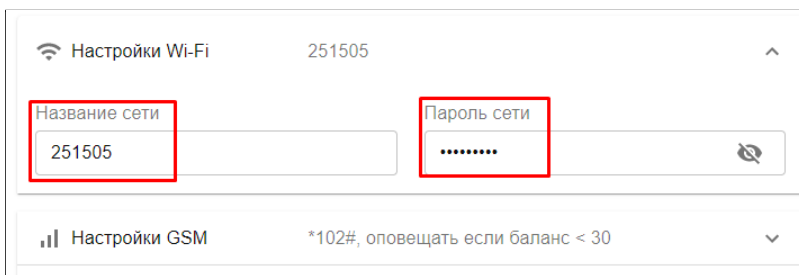 Настройки Wi-Fi 251505
Название сети Пароль сети
251505 •••••••••
Настройки GSM *102#, оповещать если баланс < 30